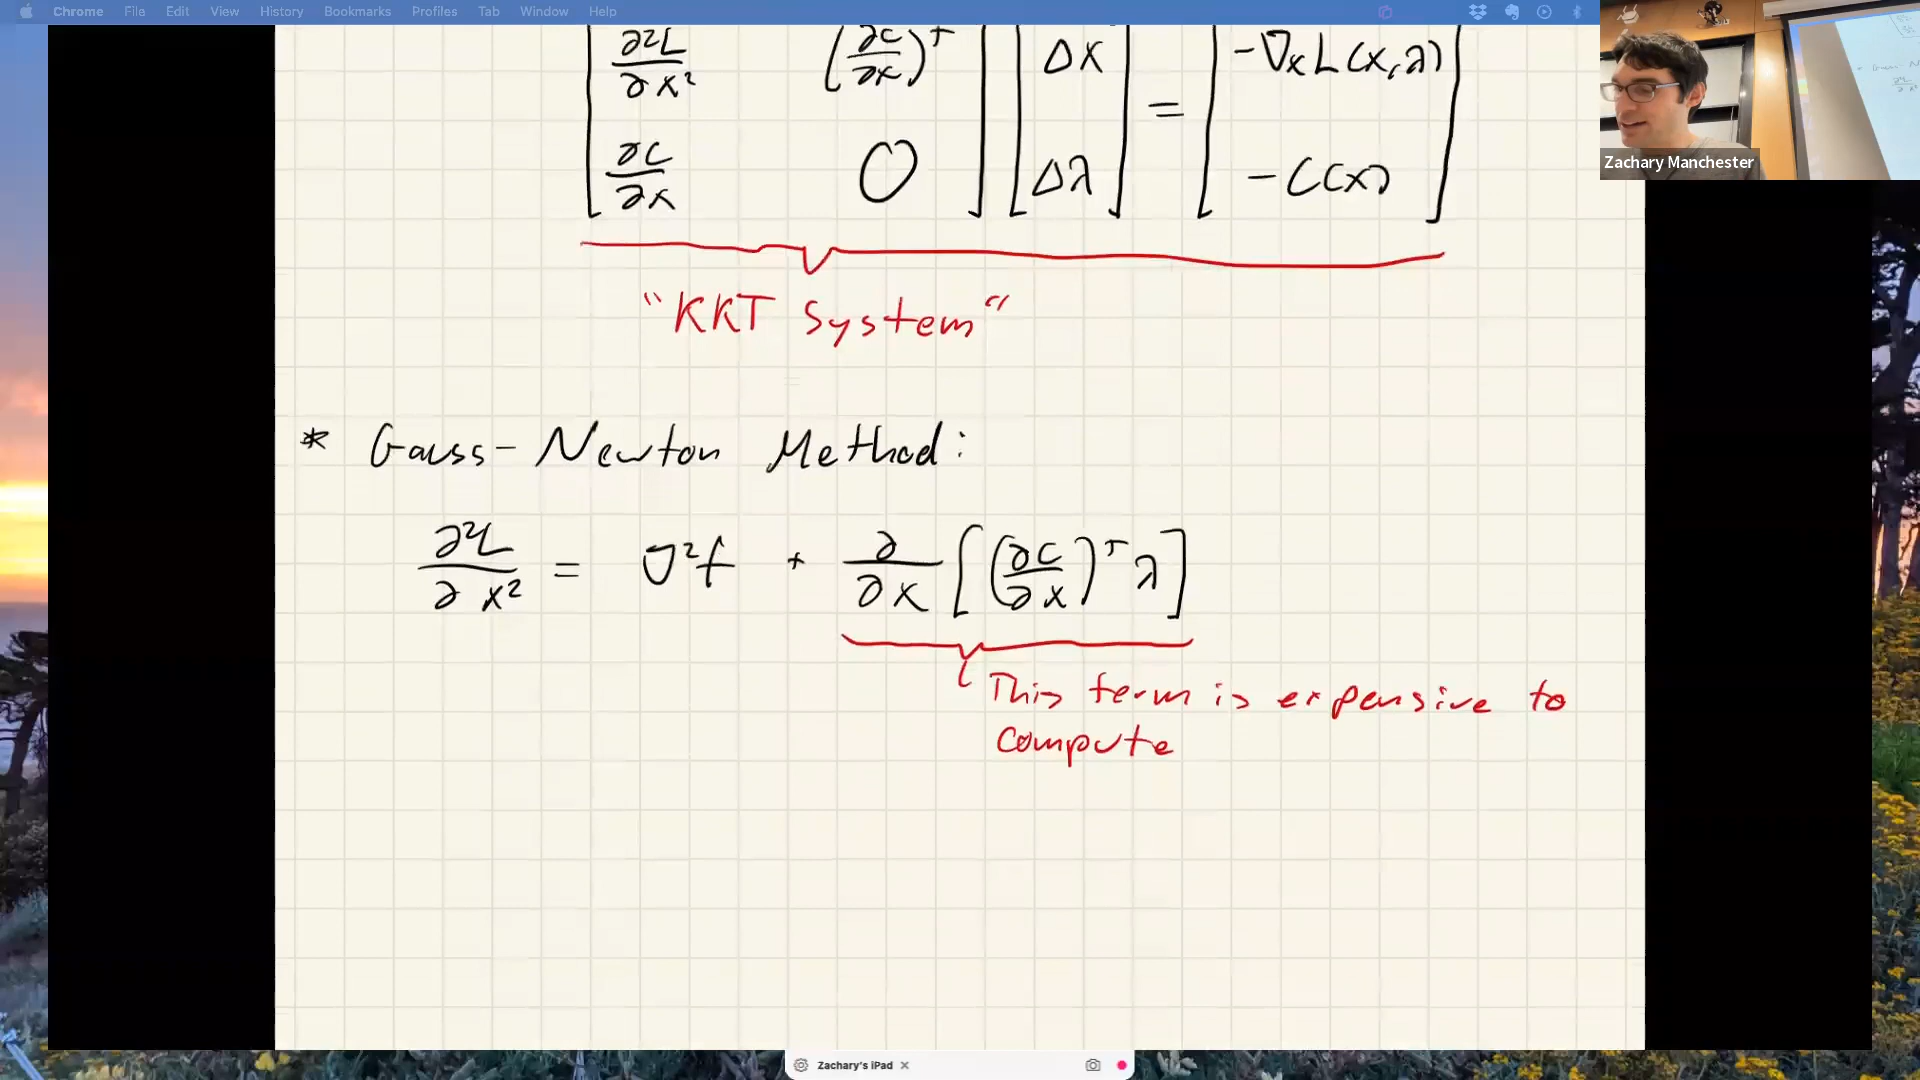 Chrome File Edit View History Bookmarks Profiles Tab Window Help
Zachary Manchester
[ ∂²L/∂x² (∂C/∂x)ᵀ ] [ Δx ] = [ -∇ₓL(x,λ) ]
[ ∂C/∂x 0 ] [ Δλ ] [ -C(x) ]
"KKT System"
* Gauss-Newton Method:
∂²L/∂x² = ∇²f + ∂/∂x [(∂C/∂x)ᵀ λ]
This term is expensive to
compute
Zachary's iPad